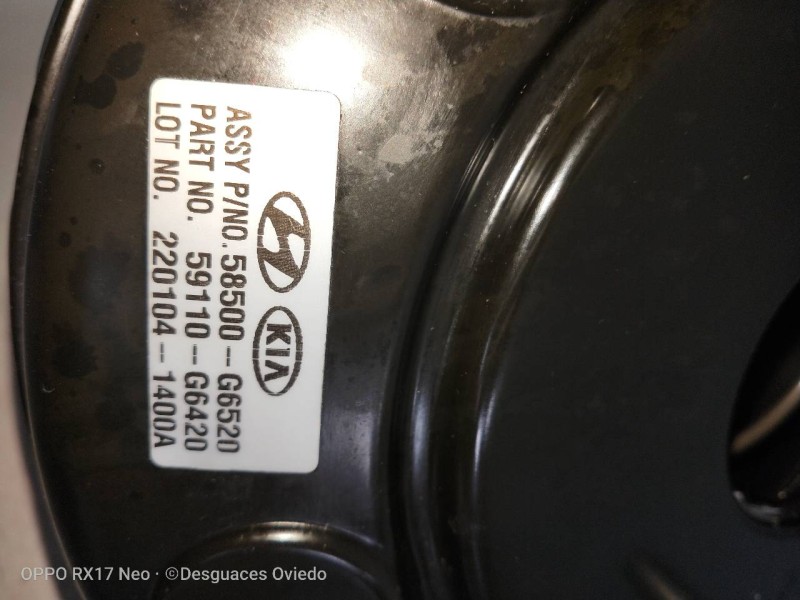 KIA
ASSY P/NO. 58500--G6520
PART NO. 59110--G6420
LOT NO. 220104--1400A
OPPO RX17 Neo · ©Desguaces Oviedo